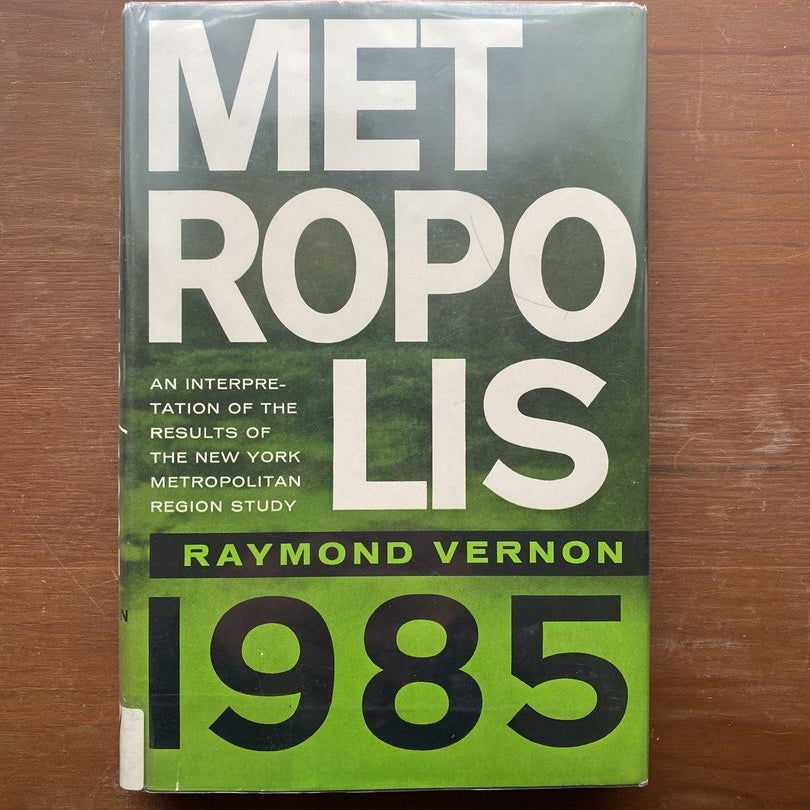 MET
ROPO
LIS
AN INTERPRE-
TATION OF THE
RESULTS OF
THE NEW YORK
METROPOLITAN
REGION STUDY
RAYMOND VERNON
N
1985